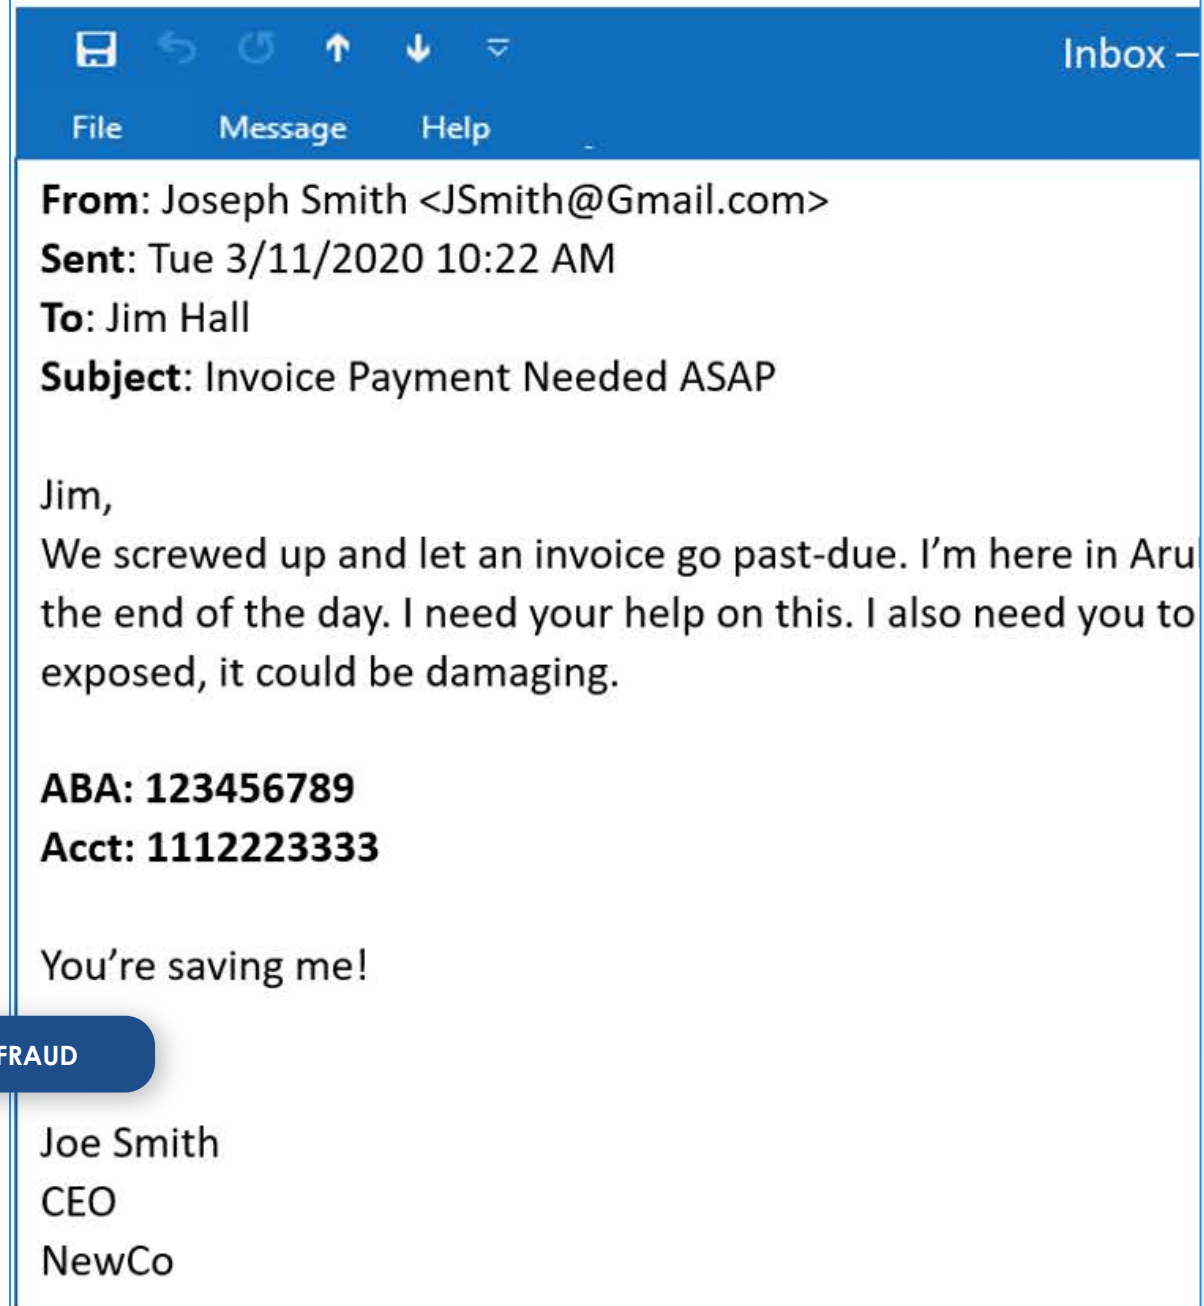 Inbox –
File Message Help
From: Joseph Smith <JSmith@Gmail.com>
Sent: Tue 3/11/2020 10:22 AM
To: Jim Hall
Subject: Invoice Payment Needed ASAP
Jim,
We screwed up and let an invoice go past-due. I’m here in Aru
the end of the day. I need your help on this. I also need you to
exposed, it could be damaging.
ABA: 123456789
Acct: 1112223333
You’re saving me!
FRAUD
Joe Smith
CEO
NewCo